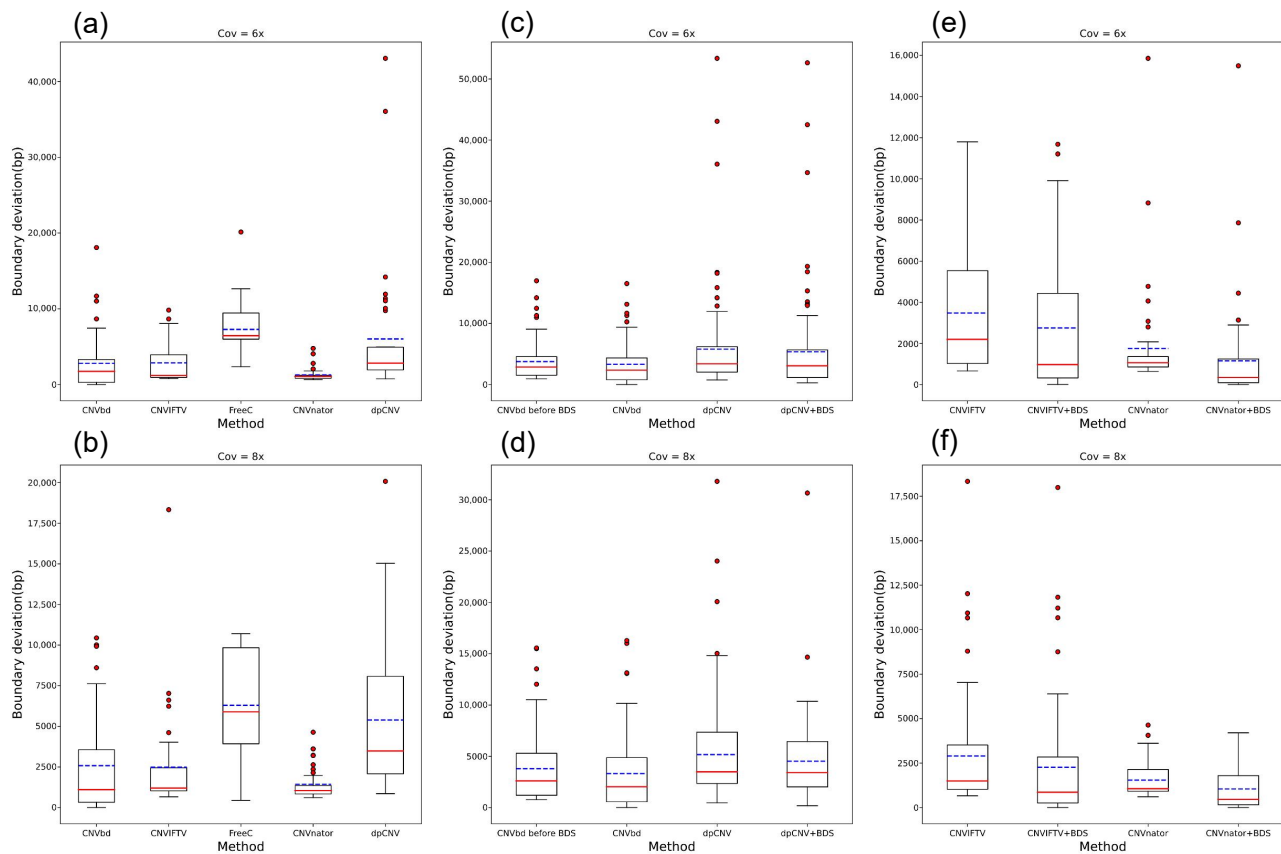 (a)
Cov = 6x
Boundary deviation(bp)
40,000
30,000
20,000
10,000
0
CNVbd CNVIFTV FreeC CNVnator dpCNV
Method
(c)
Cov = 6x
Boundary deviation(bp)
50,000
40,000
30,000
20,000
10,000
0
CNVbd before BDS CNVbd dpCNV dpCNV+BDS
Method
(e)
Cov = 6x
Boundary deviation(bp)
16,000
14,000
12,000
10,000
8000
6000
4000
2000
0
CNVIFTV CNVIFTV+BDS CNVnator CNVnator+BDS
Method
(b)
Cov = 8x
Boundary deviation(bp)
20,000
17,500
15,000
12,500
10,000
7500
5000
2500
0
CNVbd CNVIFTV FreeC CNVnator dpCNV
Method
(d)
Cov = 8x
Boundary deviation(bp)
30,000
25,000
20,000
15,000
10,000
5000
0
CNVbd before BDS CNVbd dpCNV dpCNV+BDS
Method
(f)
Cov = 8x
Boundary deviation(bp)
17,500
15,000
12,500
10,000
7500
5000
2500
0
CNVIFTV CNVIFTV+BDS CNVnator CNVnator+BDS
Method